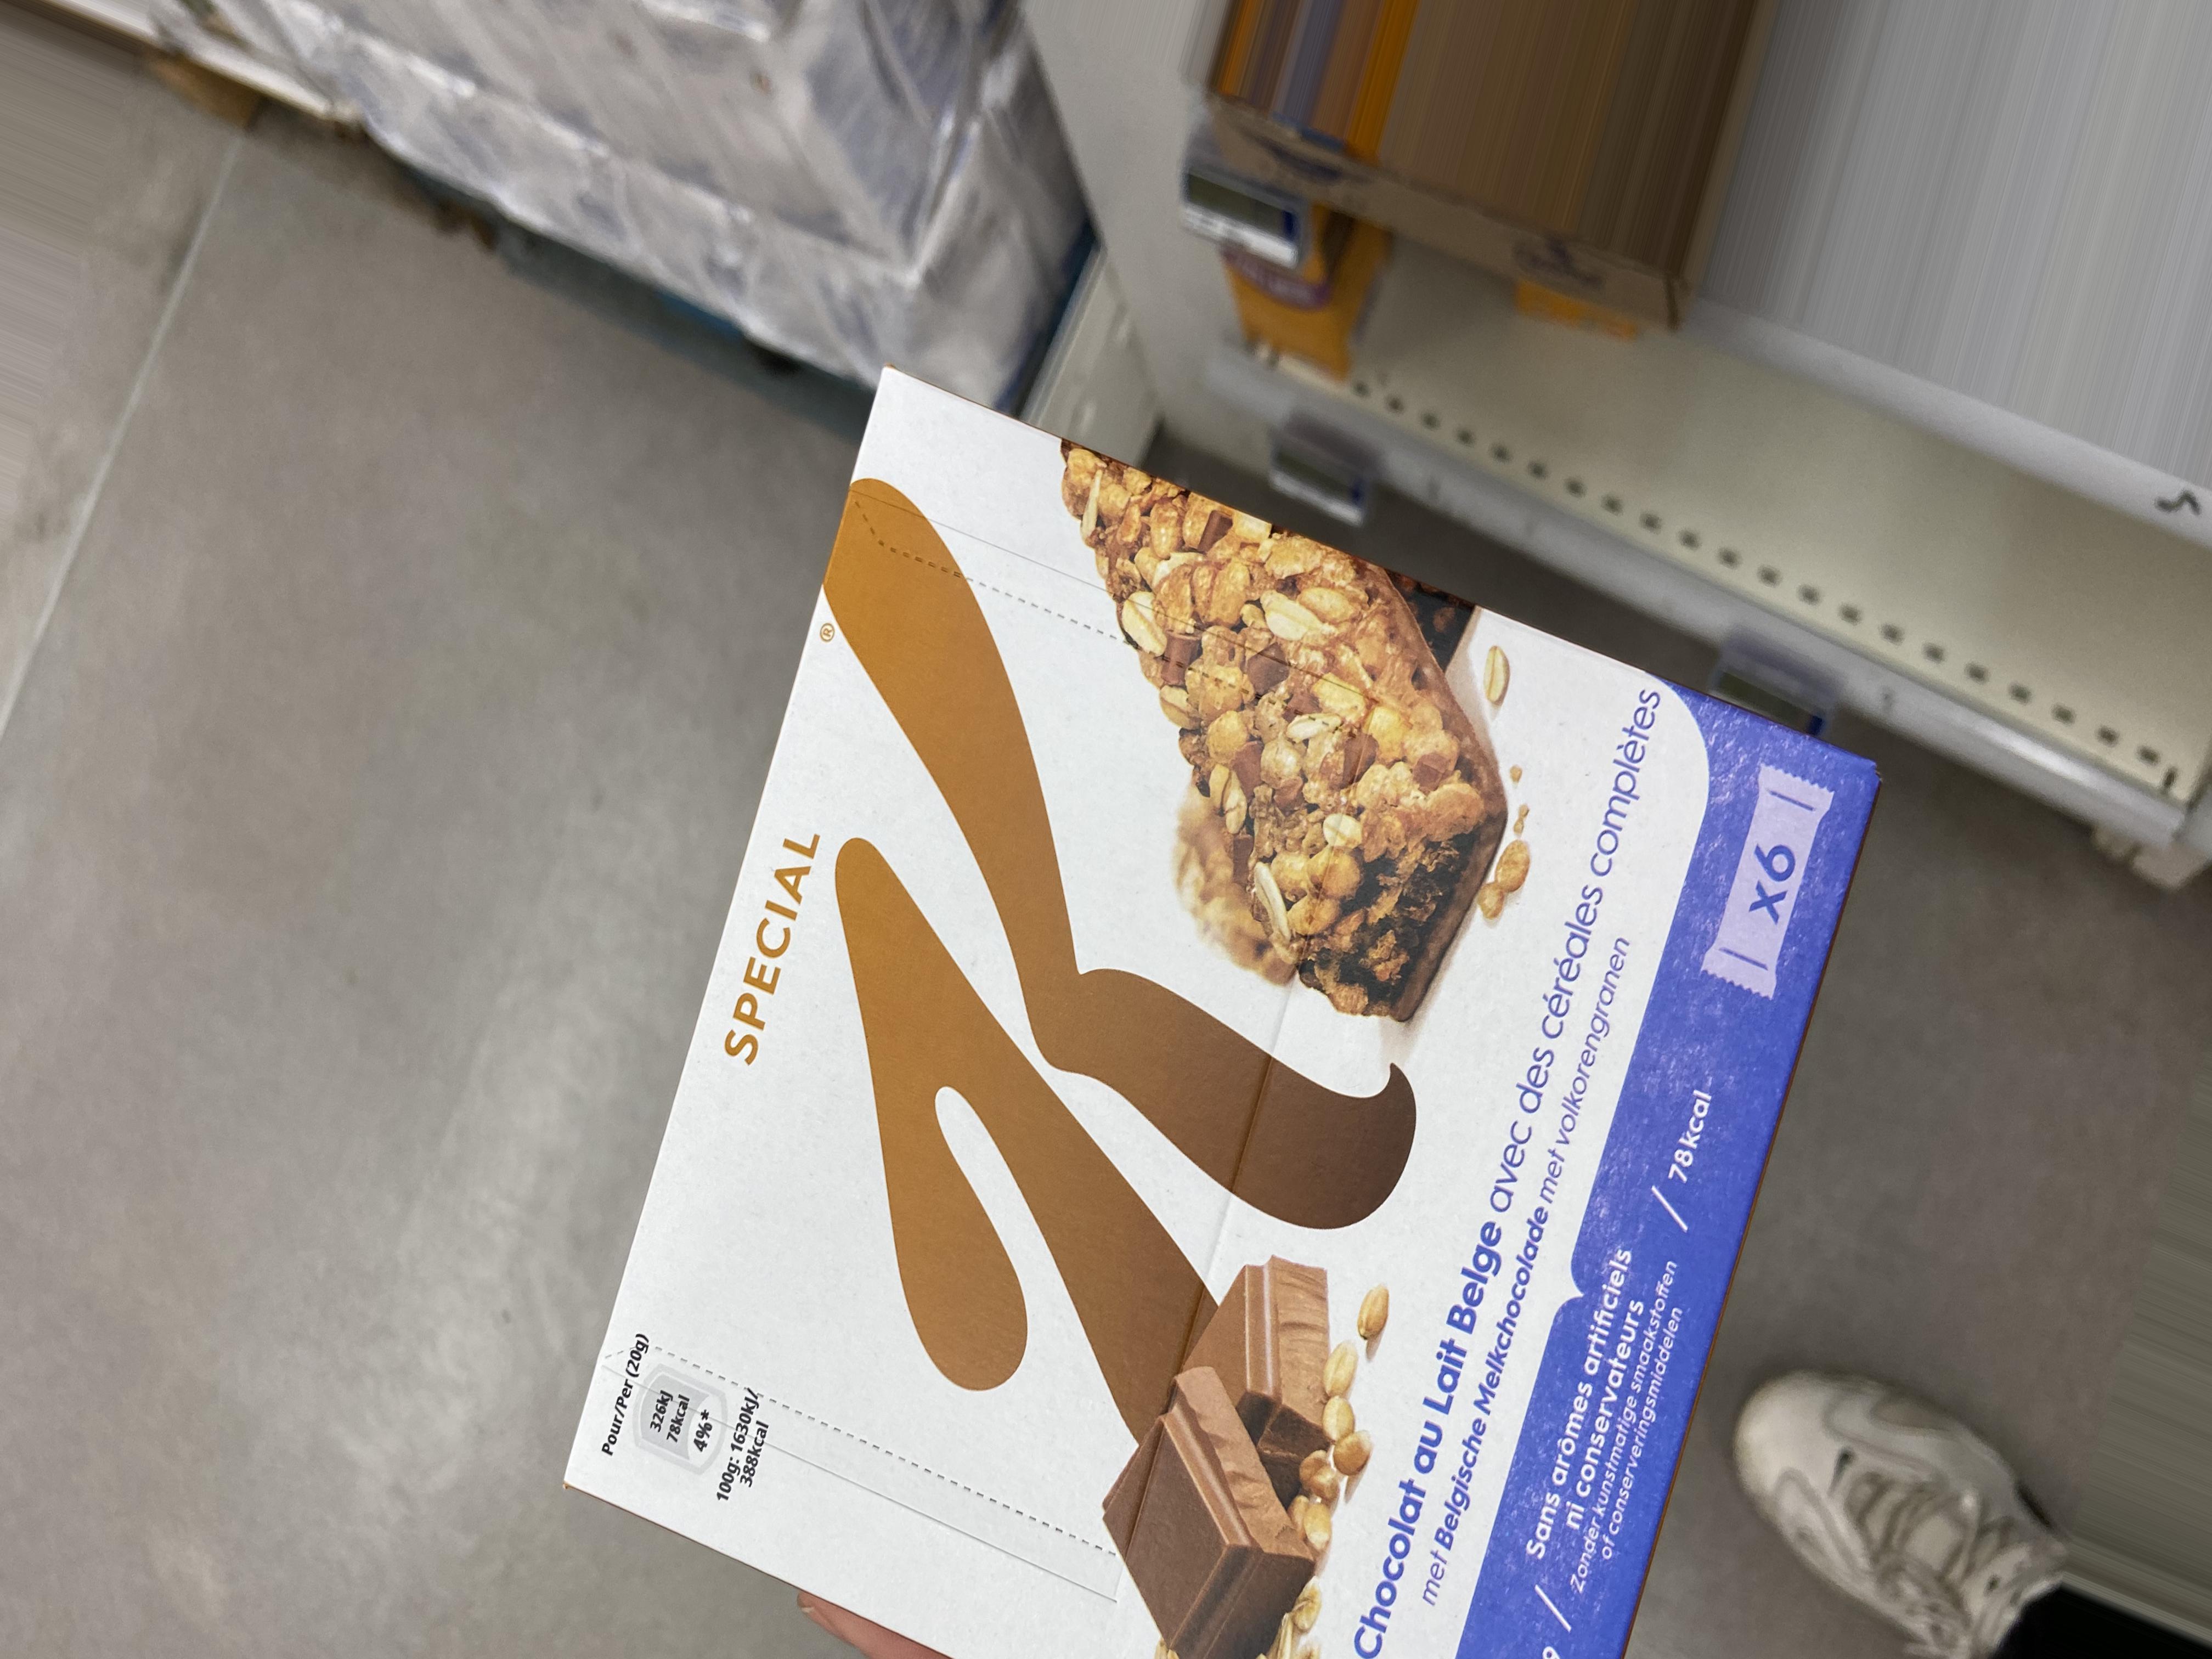 SPECIAL
®
Pour/Per (20g)
326kJ
78kcal
4%*
100g: 1630kJ/
388kcal
Chocolat au Lait Belge avec des céréales complètes
met Belgische Melkchocolade met volkorengranen
Sans arômes artificiels
ni conservateurs
Zonder kunstmatige smaakstoffen
of conserveringsmiddelen
/ 78kcal
x6